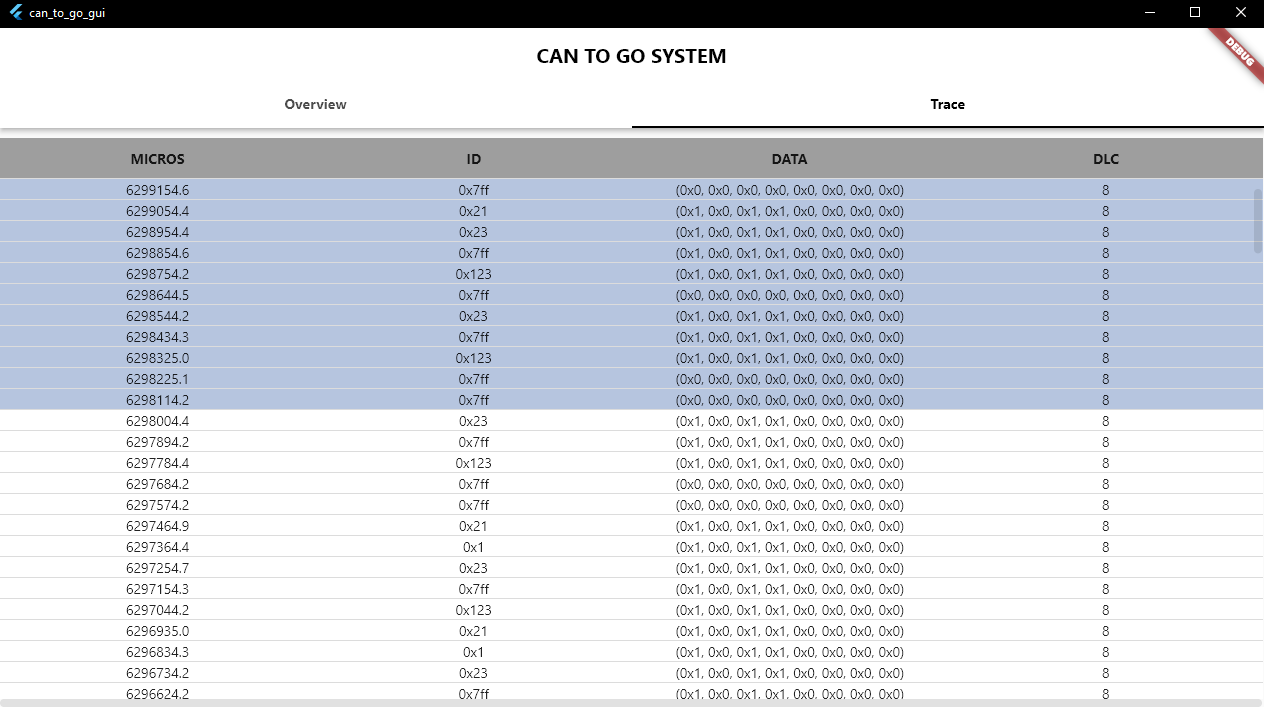 can_to_go_gui
CAN TO GO SYSTEM
DEBUG
Overview Trace
MICROS ID DATA DLC
6299154.6 0x7ff (0x0, 0x0, 0x0, 0x0, 0x0, 0x0, 0x0, 0x0) 8
6299054.4 0x21 (0x1, 0x0, 0x1, 0x1, 0x0, 0x0, 0x0, 0x0) 8
6298954.4 0x23 (0x1, 0x0, 0x1, 0x1, 0x0, 0x0, 0x0, 0x0) 8
6298854.6 0x7ff (0x1, 0x0, 0x1, 0x1, 0x0, 0x0, 0x0, 0x0) 8
6298754.2 0x123 (0x1, 0x0, 0x1, 0x1, 0x0, 0x0, 0x0, 0x0) 8
6298644.5 0x7ff (0x0, 0x0, 0x0, 0x0, 0x0, 0x0, 0x0, 0x0) 8
6298544.2 0x23 (0x1, 0x0, 0x1, 0x1, 0x0, 0x0, 0x0, 0x0) 8
6298434.3 0x7ff (0x1, 0x0, 0x1, 0x1, 0x0, 0x0, 0x0, 0x0) 8
6298325.0 0x123 (0x1, 0x0, 0x1, 0x1, 0x0, 0x0, 0x0, 0x0) 8
6298225.1 0x7ff (0x0, 0x0, 0x0, 0x0, 0x0, 0x0, 0x0, 0x0) 8
6298114.2 0x7ff (0x0, 0x0, 0x0, 0x0, 0x0, 0x0, 0x0, 0x0) 8
6298004.4 0x23 (0x1, 0x0, 0x1, 0x1, 0x0, 0x0, 0x0, 0x0) 8
6297894.2 0x7ff (0x1, 0x0, 0x1, 0x1, 0x0, 0x0, 0x0, 0x0) 8
6297784.4 0x123 (0x1, 0x0, 0x1, 0x1, 0x0, 0x0, 0x0, 0x0) 8
6297684.2 0x7ff (0x0, 0x0, 0x0, 0x0, 0x0, 0x0, 0x0, 0x0) 8
6297574.2 0x7ff (0x0, 0x0, 0x0, 0x0, 0x0, 0x0, 0x0, 0x0) 8
6297464.9 0x21 (0x1, 0x0, 0x1, 0x1, 0x0, 0x0, 0x0, 0x0) 8
6297364.4 0x1 (0x1, 0x0, 0x1, 0x1, 0x0, 0x0, 0x0, 0x0) 8
6297254.7 0x23 (0x1, 0x0, 0x1, 0x1, 0x0, 0x0, 0x0, 0x0) 8
6297154.3 0x7ff (0x1, 0x0, 0x1, 0x1, 0x0, 0x0, 0x0, 0x0) 8
6297044.2 0x123 (0x1, 0x0, 0x1, 0x1, 0x0, 0x0, 0x0, 0x0) 8
6296935.0 0x21 (0x1, 0x0, 0x1, 0x1, 0x0, 0x0, 0x0, 0x0) 8
6296834.3 0x1 (0x1, 0x0, 0x1, 0x1, 0x0, 0x0, 0x0, 0x0) 8
6296734.2 0x23 (0x1, 0x0, 0x1, 0x1, 0x0, 0x0, 0x0, 0x0) 8
6296624.2 0x7ff (0x1, 0x0, 0x1, 0x1, 0x0, 0x0, 0x0, 0x0) 8